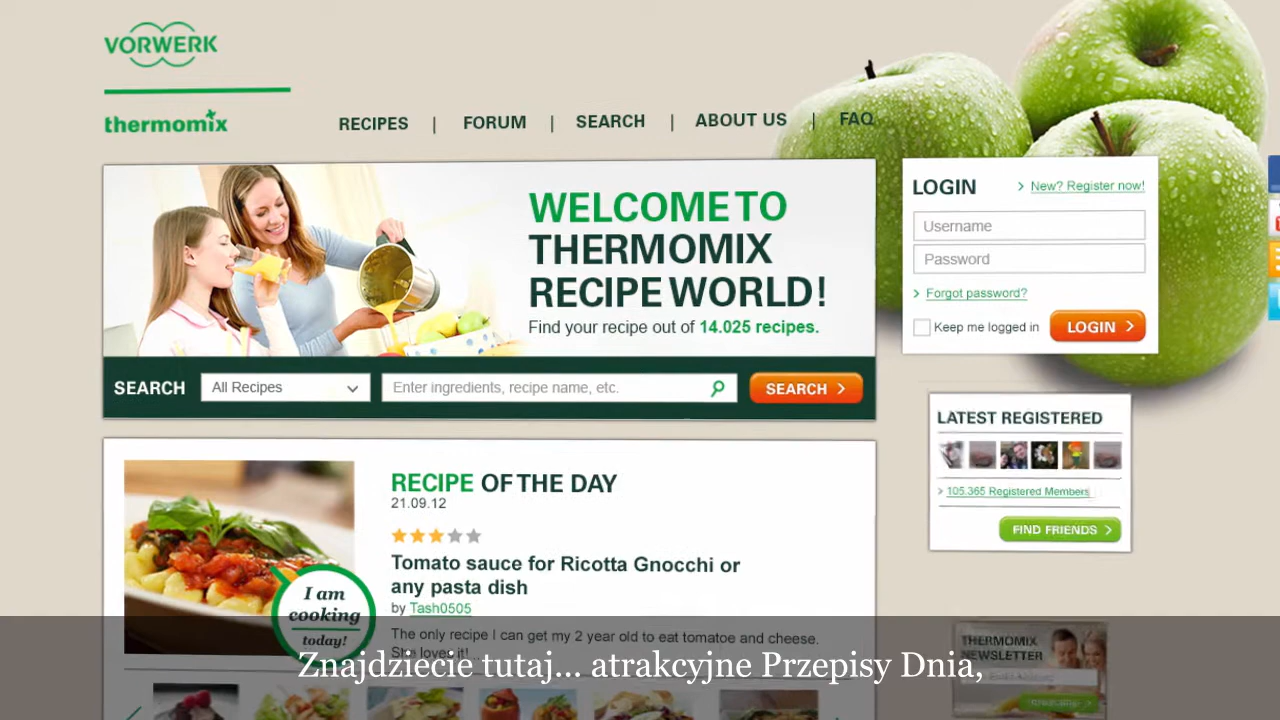 VORWERK
thermomix
RECIPES | FORUM | SEARCH | ABOUT US | FAQ
WELCOME TO
THERMOMIX
RECIPE WORLD!
Find your recipe out of 14.025 recipes.
SEARCH All Recipes Enter ingredients, recipe name, etc. SEARCH
LOGIN New? Register now!
Username
Password
Forgot password?
Keep me logged in LOGIN
LATEST REGISTERED
105.365 Registered Members
FIND FRIENDS
RECIPE OF THE DAY
21.09.12
Tomato sauce for Ricotta Gnocchi or
any pasta dish
by Tash0505
The only recipe I can get my 2 year old to eat tomatoe and cheese.
She loves it!
I am
cooking
today!
THERMOMIX
NEWSLETTER
Znajdziecie tutaj... atrakcyjne Przepisy Dnia,